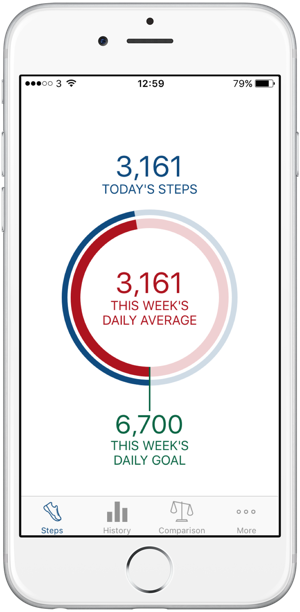 3 12:59 79%
3,161
TODAY'S STEPS
3,161
THIS WEEK'S
DAILY AVERAGE
6,700
THIS WEEK'S
DAILY GOAL
Steps History Comparison More